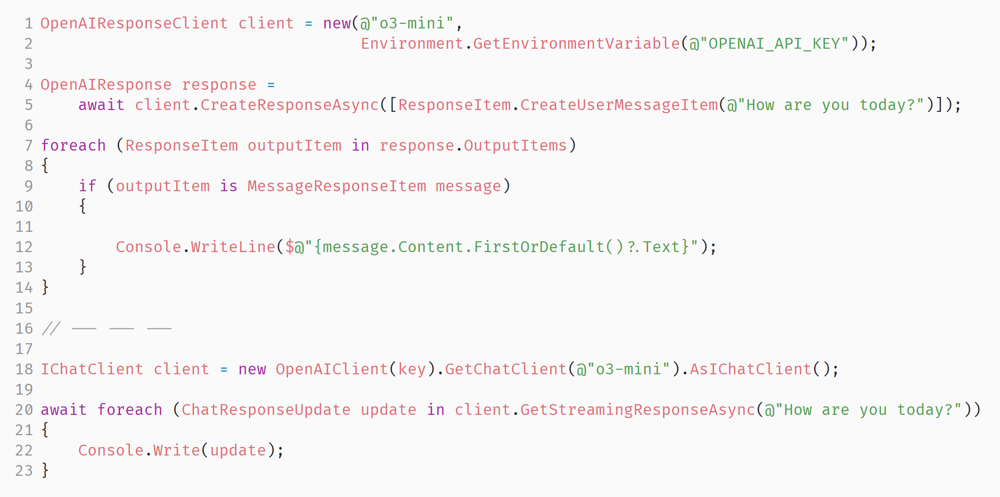 1 OpenAIResponseClient client = new(@"o3-mini",
2                                   Environment.GetEnvironmentVariable(@"OPENAI_API_KEY"));
3
4 OpenAIResponse response =
5     await client.CreateResponseAsync([ResponseItem.CreateUserMessageItem(@"How are you today?")]);
6
7 foreach (ResponseItem outputItem in response.OutputItems)
8 {
9     if (outputItem is MessageResponseItem message)
10     {
11
12         Console.WriteLine($@"{message.Content.FirstOrDefault()?.Text}");
13     }
14 }
15
16 // --- --- ---
17
18 IChatClient client = new OpenAIClient(key).GetChatClient(@"o3-mini").AsIChatClient();
19
20 await foreach (ChatResponseUpdate update in client.GetStreamingResponseAsync(@"How are you today?"))
21 {
22     Console.Write(update);
23 }